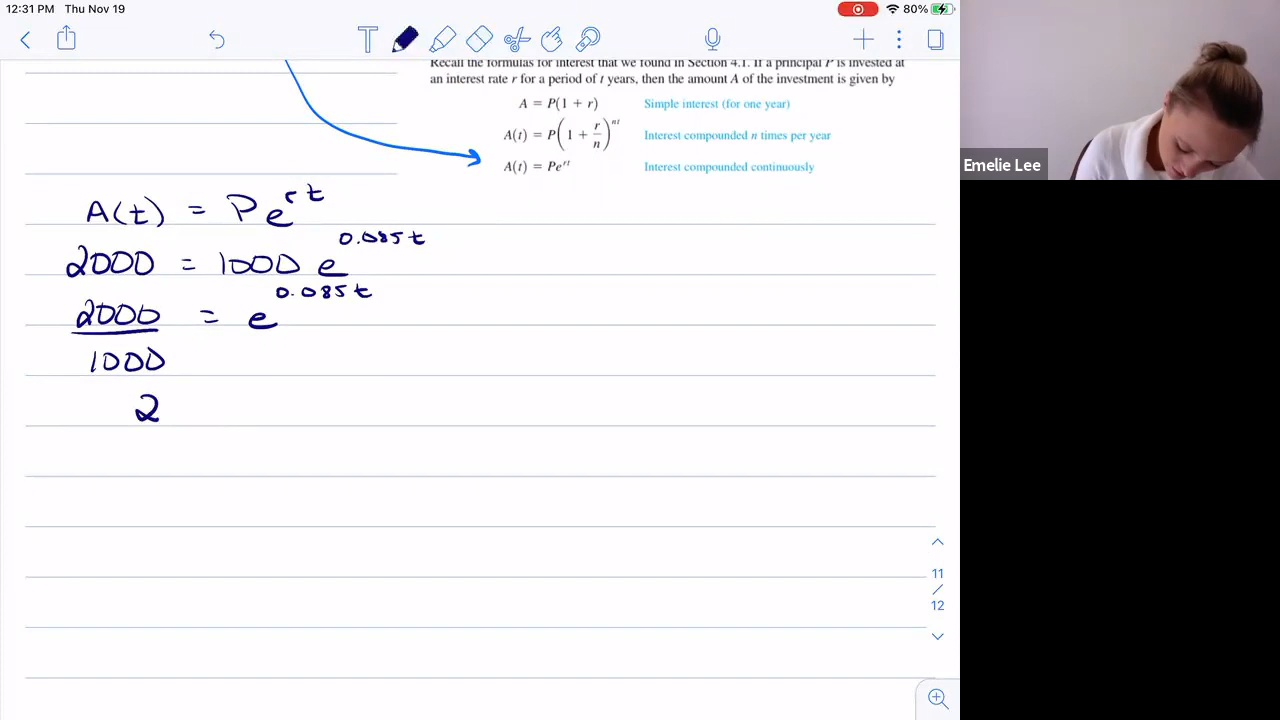 12:31 PM Thu Nov 19
80%
T
Recall the formulas for interest that we found in Section 4.1. If a principal P is invested at
an interest rate r for a period of t years, then the amount A of the investment is given by
A = P(1 + r) Simple interest (for one year)
A(t) = P(1 + r/n)^nt Interest compounded n times per year
A(t) = Pe^rt Interest compounded continuously
Emelie Lee
A(t) = Pe^rt
2000 = 1000 e^0.085t
2000 = e^0.085t
1000
2
11
/
12